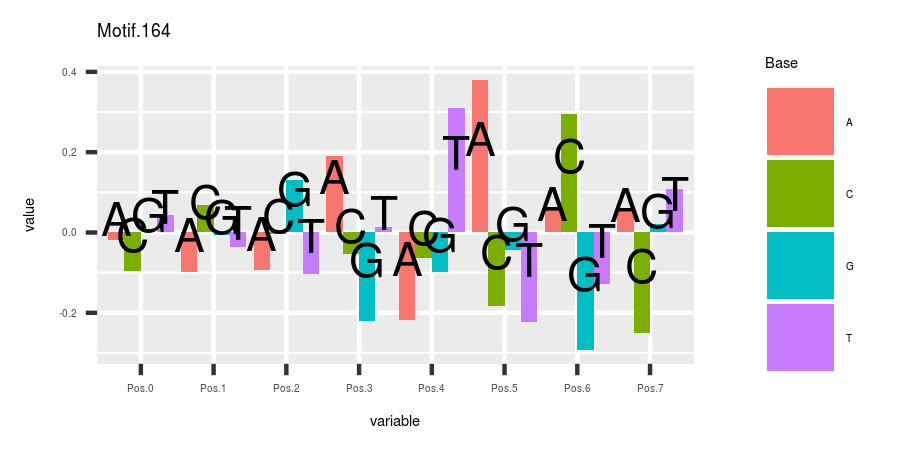 Motif.164
Base
0.4
0.2
0.0
-0.2
value
A C G T A C G T A C G T A C G T A C G T A C G T A C G T A C G T
Pos.0 Pos.1 Pos.2 Pos.3 Pos.4 Pos.5 Pos.6 Pos.7
variable
A
C
G
T